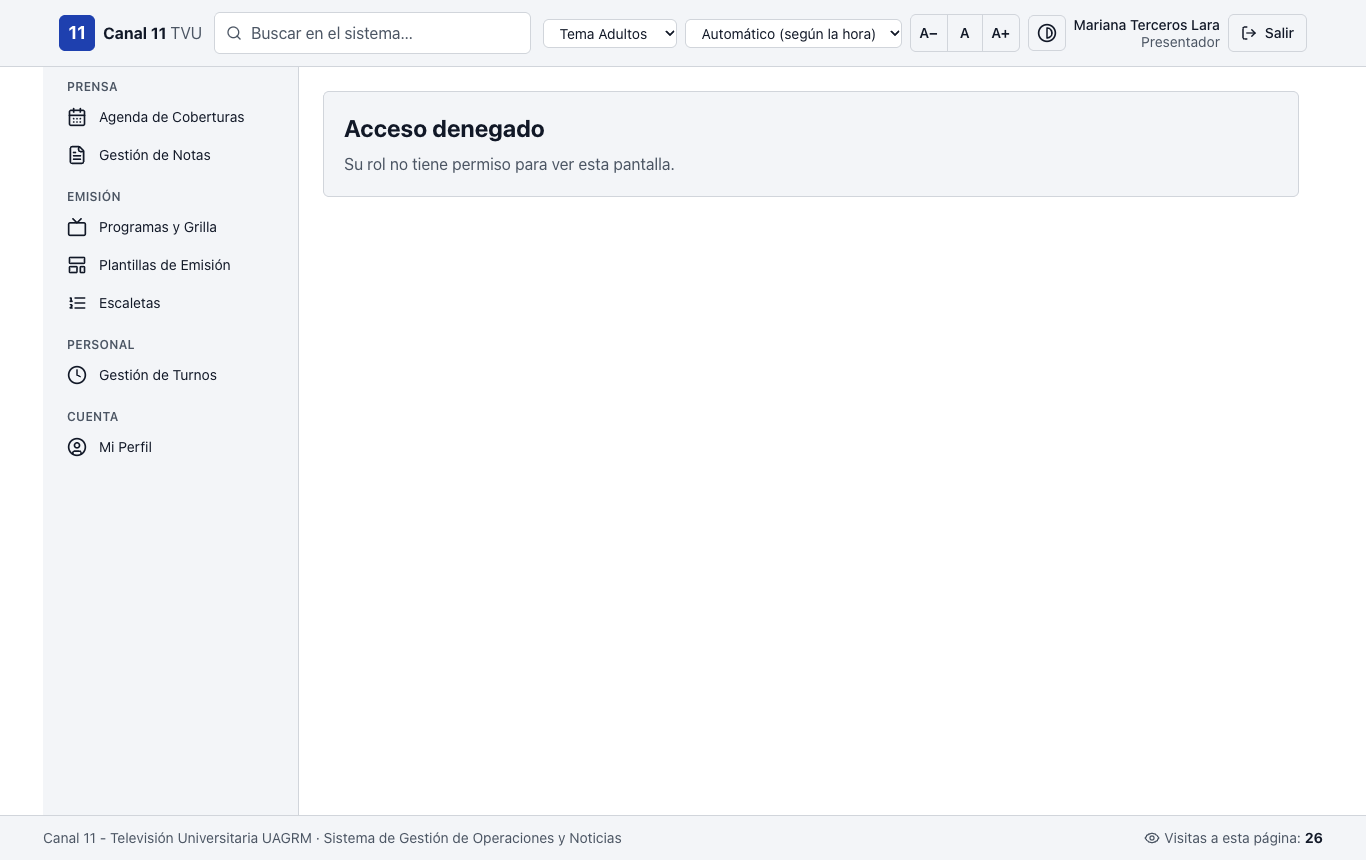 11 Canal 11 TVU
Buscar en el sistema...
Tema Adultos
Automático (según la hora)
A− A A+
Mariana Terceros Lara
Presentador
Salir
PRENSA
Agenda de Coberturas
Gestión de Notas
EMISIÓN
Programas y Grilla
Plantillas de Emisión
Escaletas
PERSONAL
Gestión de Turnos
CUENTA
Mi Perfil
Acceso denegado
Su rol no tiene permiso para ver esta pantalla.
Canal 11 - Televisión Universitaria UAGRM · Sistema de Gestión de Operaciones y Noticias
Visitas a esta página: 26